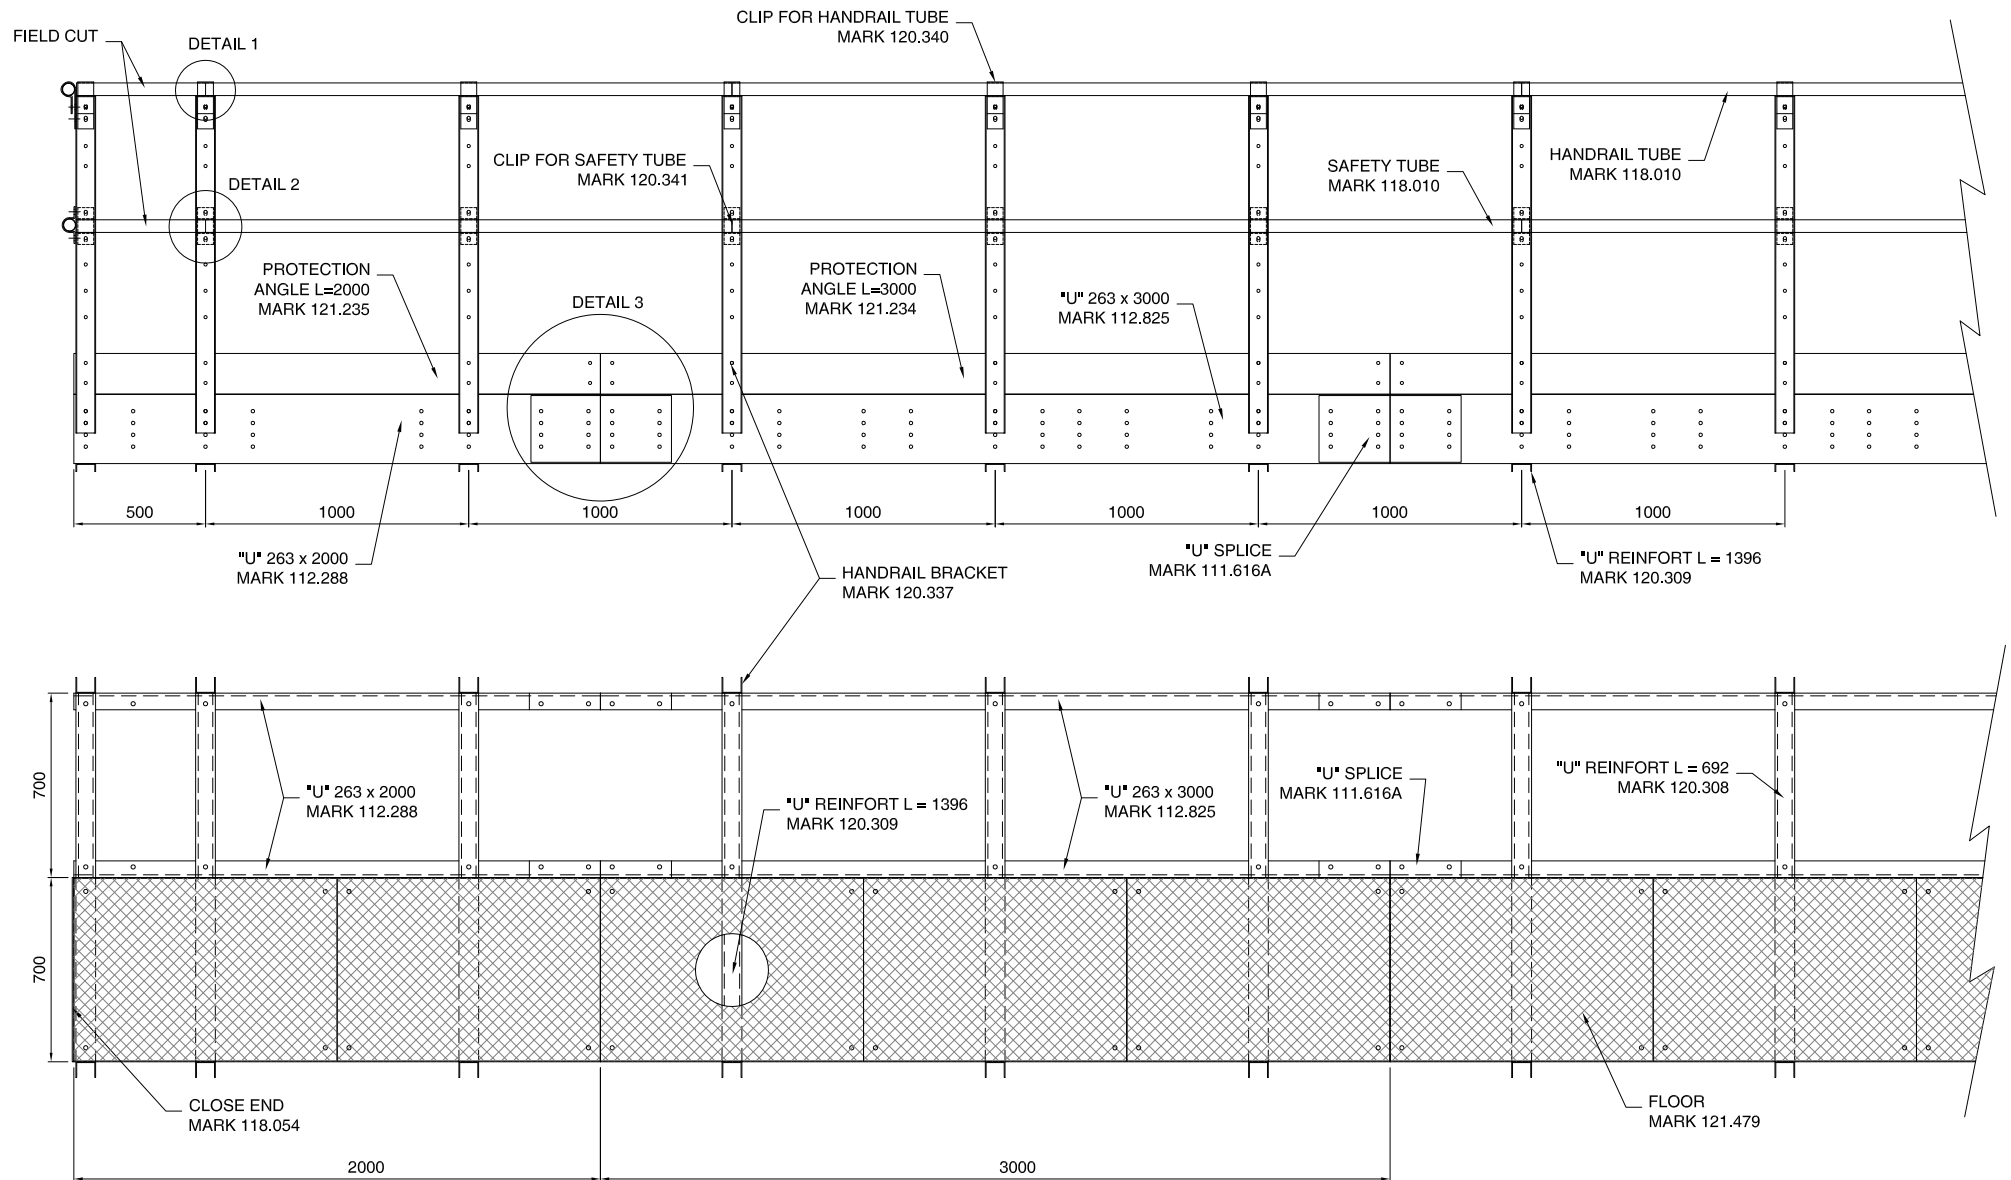 CLIP FOR HANDRAIL TUBE
MARK 120.340
FIELD CUT
DETAIL 1
CLIP FOR SAFETY TUBE
MARK 120.341
SAFETY TUBE
MARK 118.010
HANDRAIL TUBE
MARK 118.010
DETAIL 2
PROTECTION
ANGLE L=2000
MARK 121.235
DETAIL 3
PROTECTION
ANGLE L=3000
MARK 121.234
"U" 263 x 3000
MARK 112.825
500
1000
1000
1000
1000
1000
1000
"U" 263 x 2000
MARK 112.288
HANDRAIL BRACKET
MARK 120.337
"U" SPLICE
MARK 111.616A
"U" REINFORT L = 1396
MARK 120.309
700
"U" 263 x 2000
MARK 112.288
"U" REINFORT L = 1396
MARK 120.309
"U" 263 x 3000
MARK 112.825
"U" SPLICE
MARK 111.616A
"U" REINFORT L = 692
MARK 120.308
700
CLOSE END
MARK 118.054
FLOOR
MARK 121.479
2000
3000